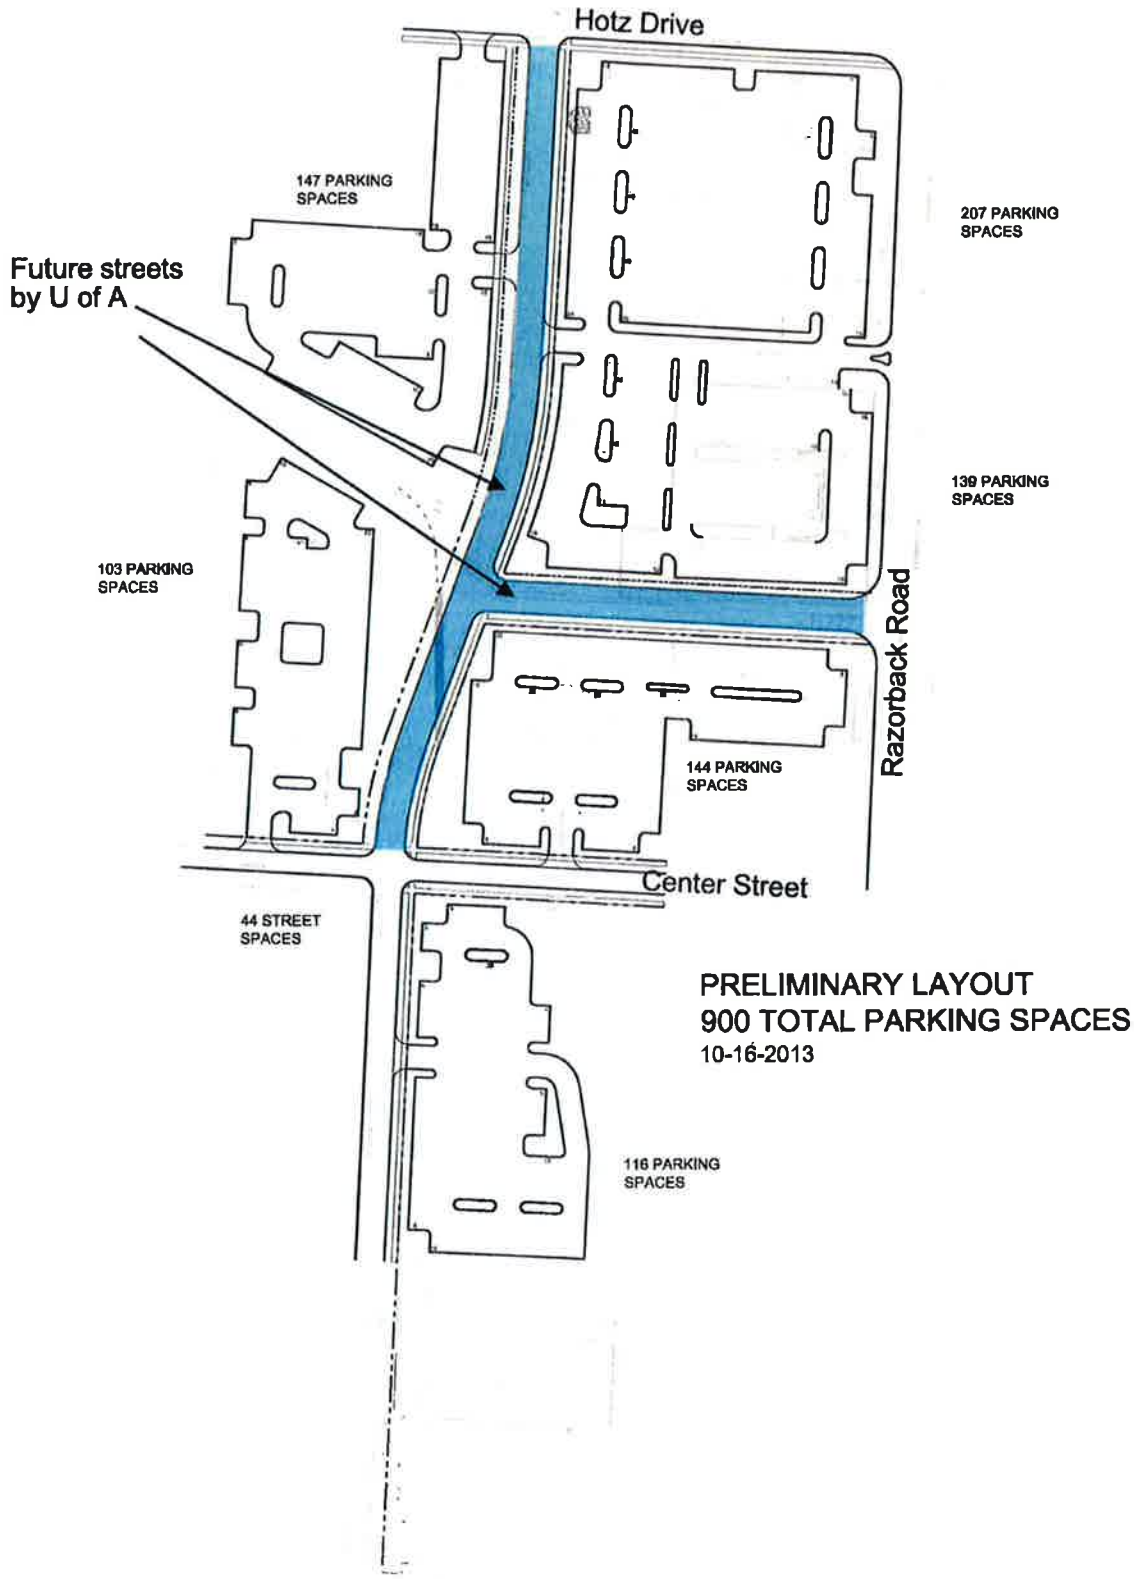 Hotz Drive
147 PARKING
SPACES
207 PARKING
SPACES
Future streets
by U of A
139 PARKING
SPACES
103 PARKING
SPACES
Razorback Road
144 PARKING
SPACES
Center Street
44 STREET
SPACES
PRELIMINARY LAYOUT
900 TOTAL PARKING SPACES
10-16-2013
116 PARKING
SPACES